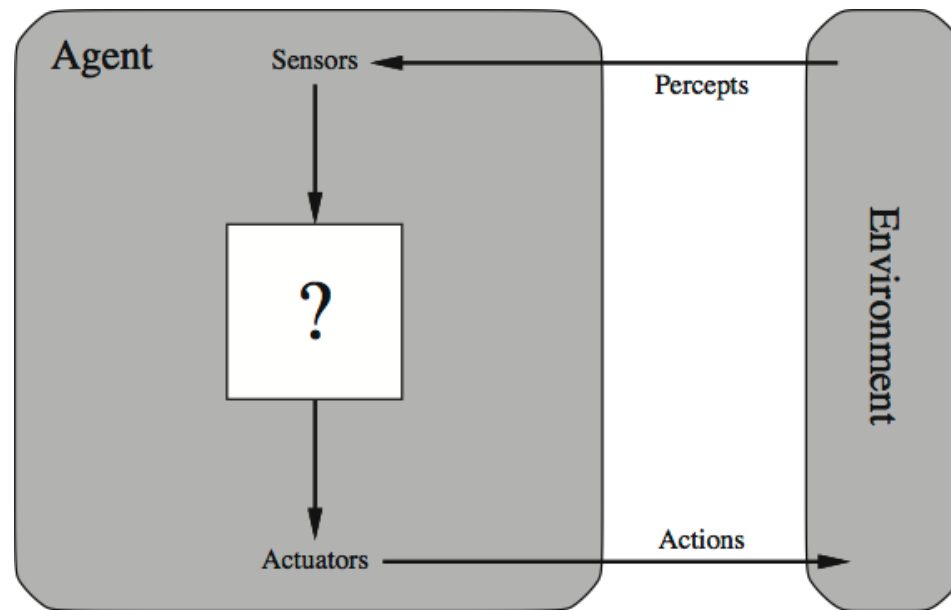 Agent
Sensors
Percepts
?
Environment
Actuators
Actions